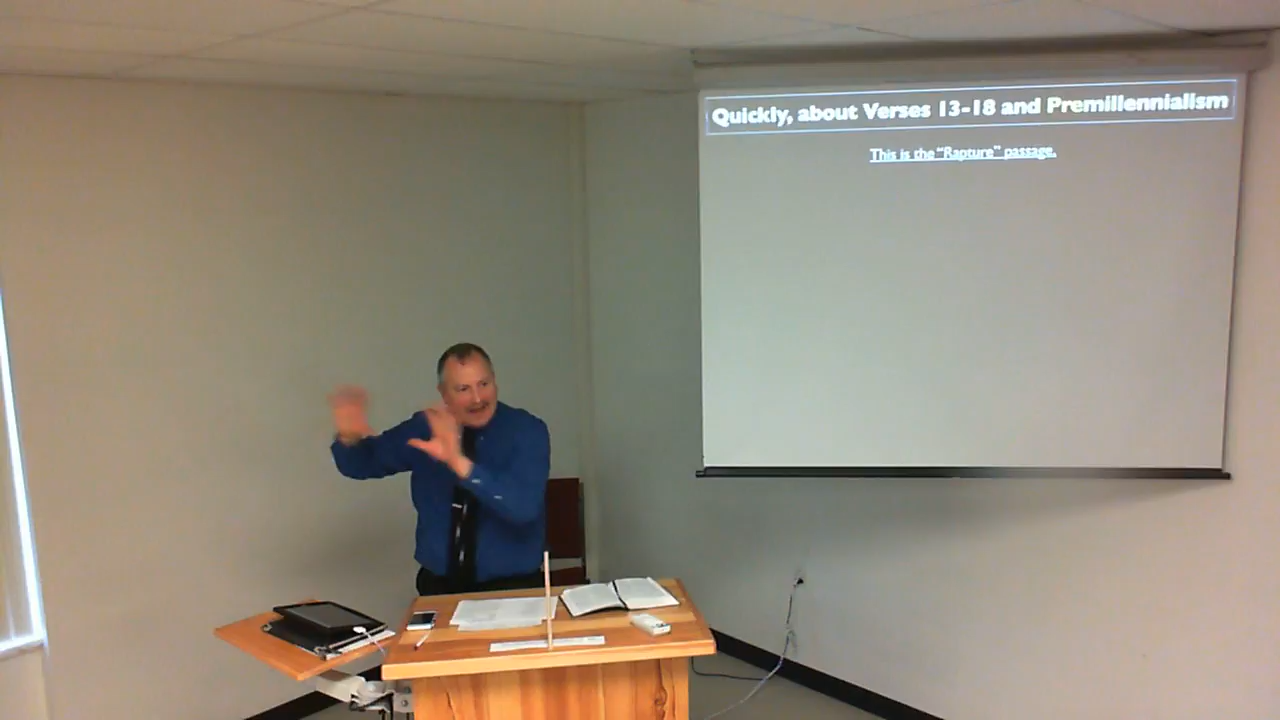 Quickly, about Verses 13-18 and Premillennialism
This is the “Rapture” passage.